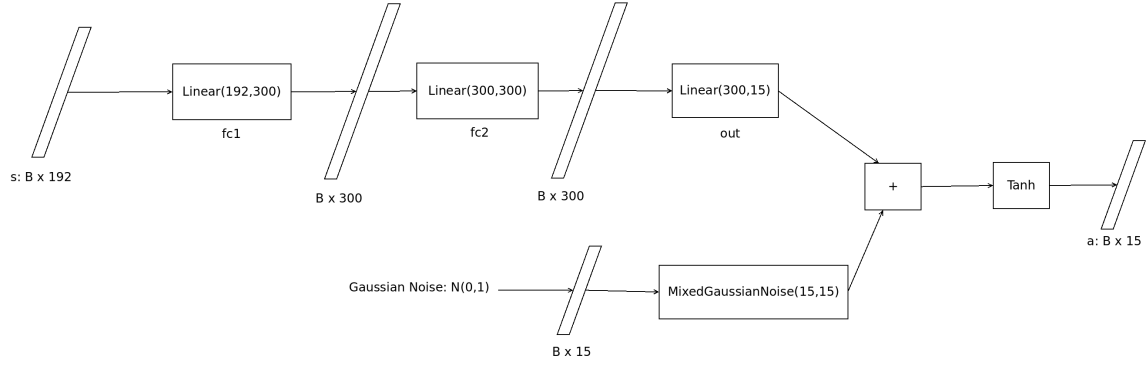 Linear(192,300)
Linear(300,300)
Linear(300,15)
fc1
fc2
out
s: B x 192
B x 300
B x 300
+
Tanh
a: B x 15
Gaussian Noise: N(0,1)
MixedGaussianNoise(15,15)
B x 15